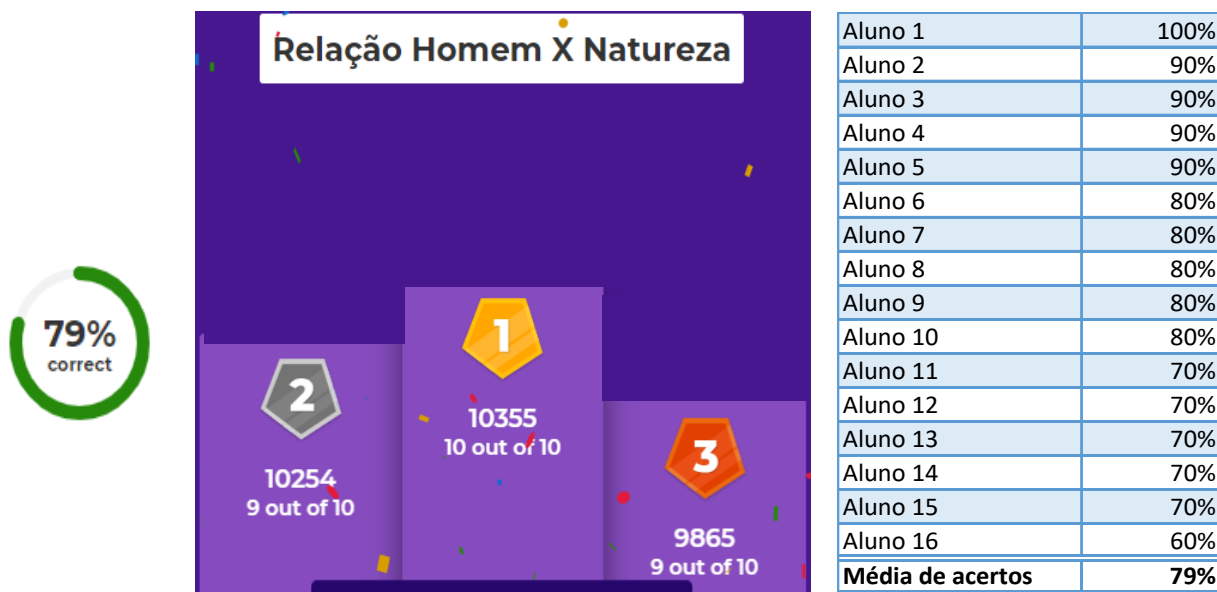 79%
correct
Relação Homem X Natureza
1
10355
10 out of 10
2
10254
9 out of 10
3
9865
9 out of 10
Aluno 1 100%
Aluno 2 90%
Aluno 3 90%
Aluno 4 90%
Aluno 5 90%
Aluno 6 80%
Aluno 7 80%
Aluno 8 80%
Aluno 9 80%
Aluno 10 80%
Aluno 11 70%
Aluno 12 70%
Aluno 13 70%
Aluno 14 70%
Aluno 15 70%
Aluno 16 60%
Média de acertos 79%